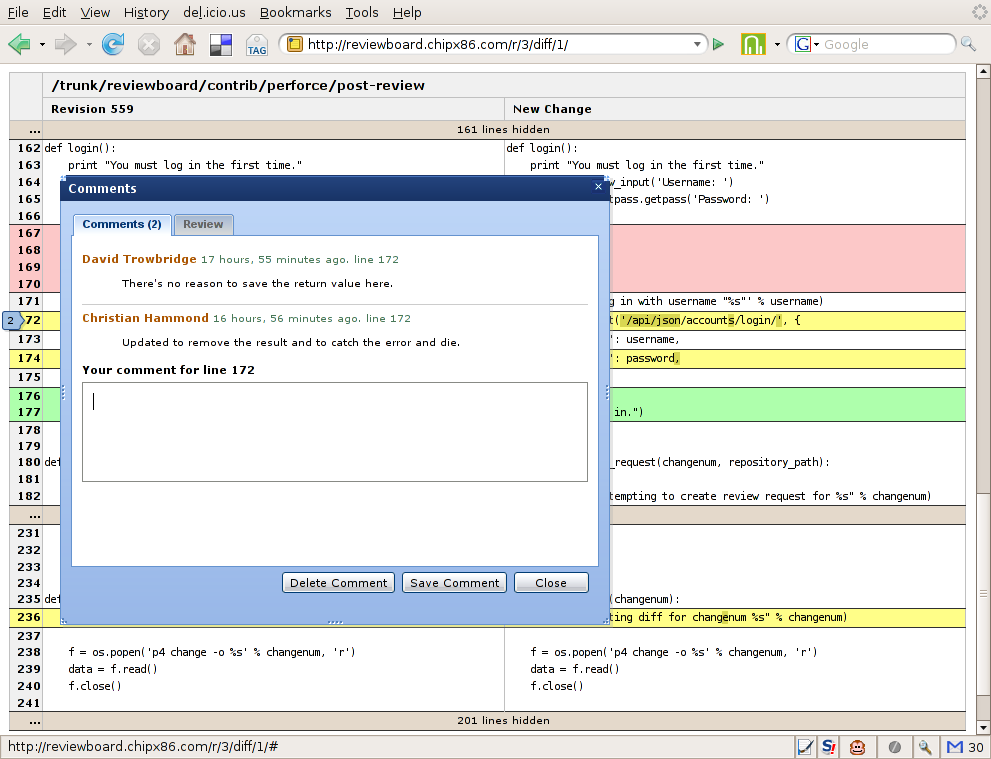 File Edit View History del.icio.us Bookmarks Tools Help
TAG http://reviewboard.chipx86.com/r/3/diff/1/ G Google
/trunk/reviewboard/contrib/perforce/post-review
Revision 559 New Change
... 161 lines hidden
162 def login(): def login():
163 print "You must log in the first time." print "You must log in the first time."
164 w_input('Username: ')
165 tpass.getpass('Password: ')
166
167
168
169
170
171 g in with username "%s"' % username)
2 72 t('/api/json/accounts/login/', {
173 ': username,
174 ': password,
175
176
177 in.")
178
179
180 def _request(changenum, repository_path):
181
182 tempting to create review request for %s" % changenum)
...
231
232
233
234
235 def (changenum):
236 ting diff for changenum %s" % changenum)
237
238 f = os.popen('p4 change -o %s' % changenum, 'r') f = os.popen('p4 change -o %s' % changenum, 'r')
239 data = f.read() data = f.read()
240 f.close() f.close()
241
... 201 lines hidden
Comments ×
Comments (2) Review
David Trowbridge 17 hours, 55 minutes ago. line 172
There's no reason to save the return value here.
Christian Hammond 16 hours, 56 minutes ago. line 172
Updated to remove the result and to catch the error and die.
Your comment for line 172
Delete Comment Save Comment Close
http://reviewboard.chipx86.com/r/3/diff/1/# S! M 30